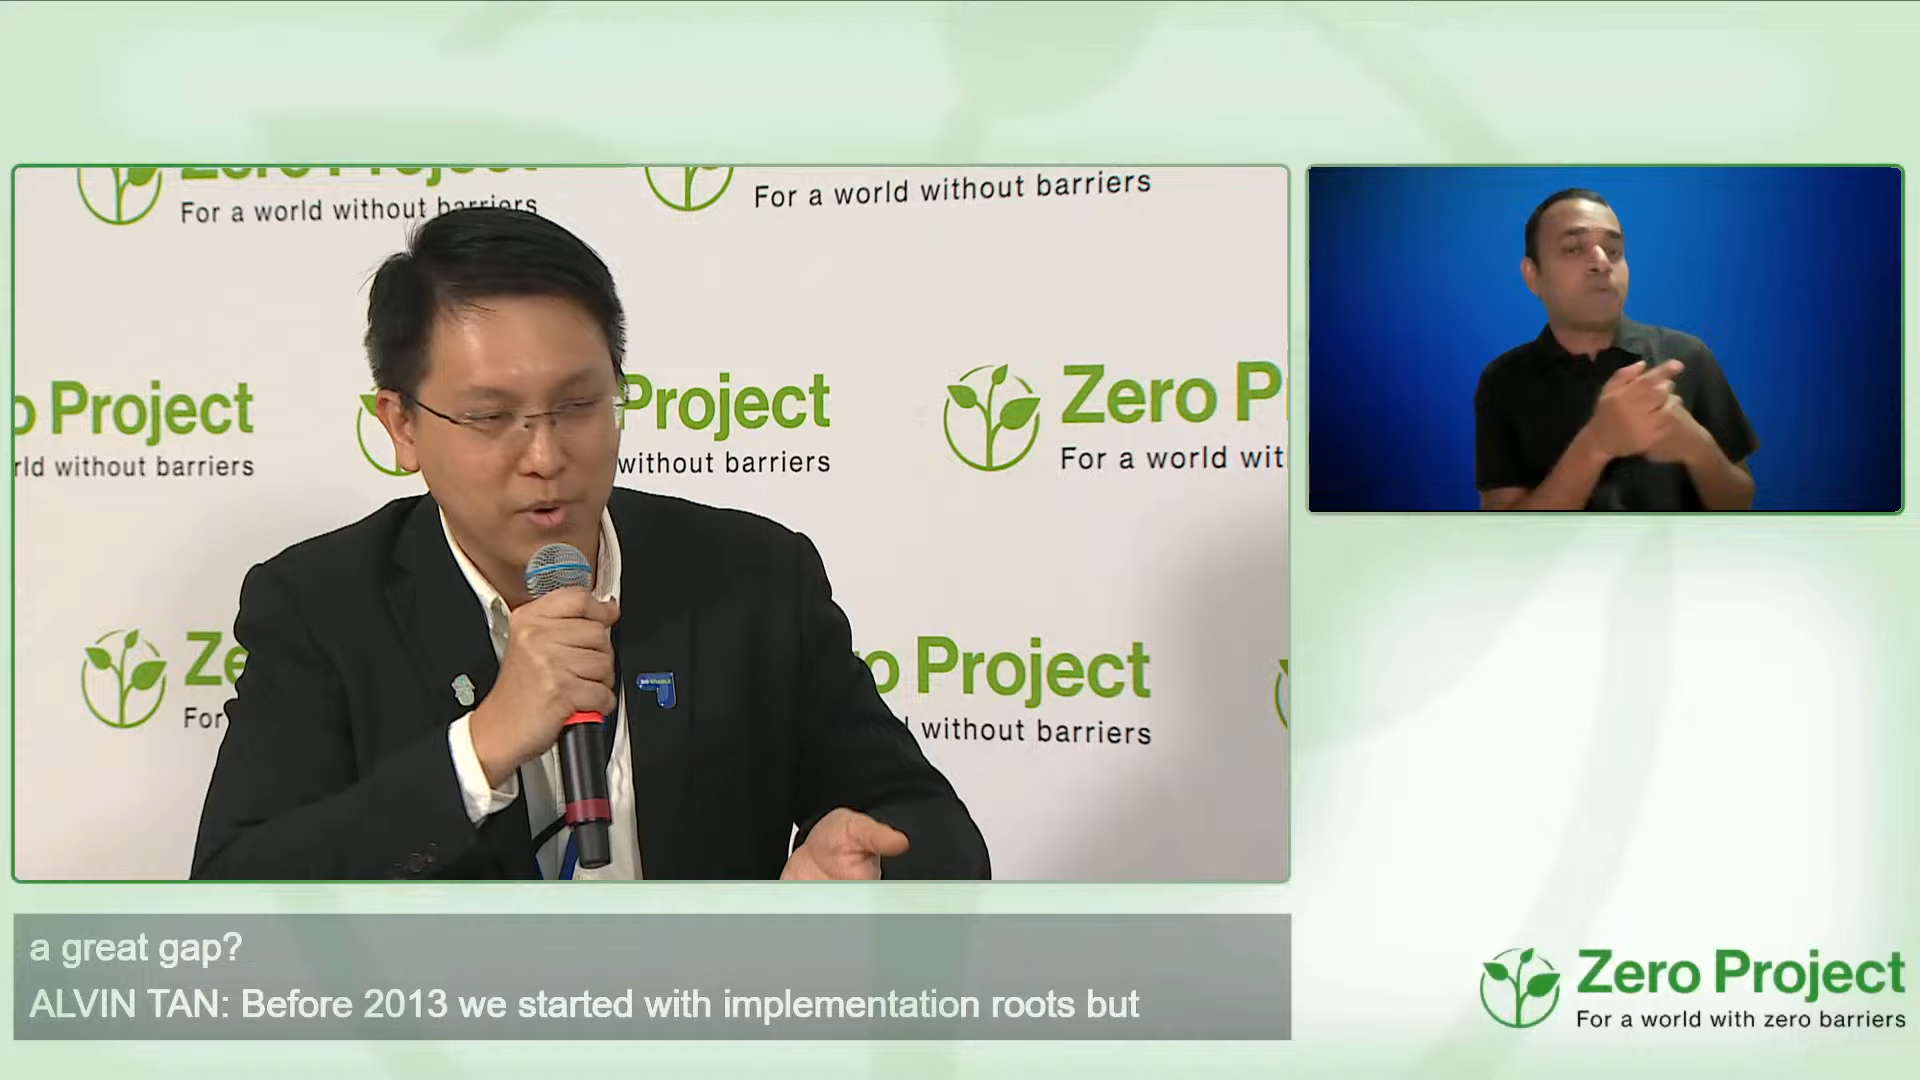 Zero Project
For a world without barriers
For a world without barriers
o Project
rld without barriers
Project
without barriers
Zero P
For a world wit
Ze
For
o Project
without barriers
a great gap?
ALVIN TAN: Before 2013 we started with implementation roots but
Zero Project
For a world with zero barriers